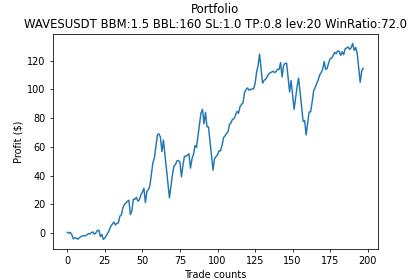 Portfolio
WAVESUSDT BBM:1.5 BBL:160 SL:1.0 TP:0.8 lev:20 WinRatio:72.0
120
100
80
60
40
20
0
Profit ($)
0 25 50 75 100 125 150 175 200
Trade counts